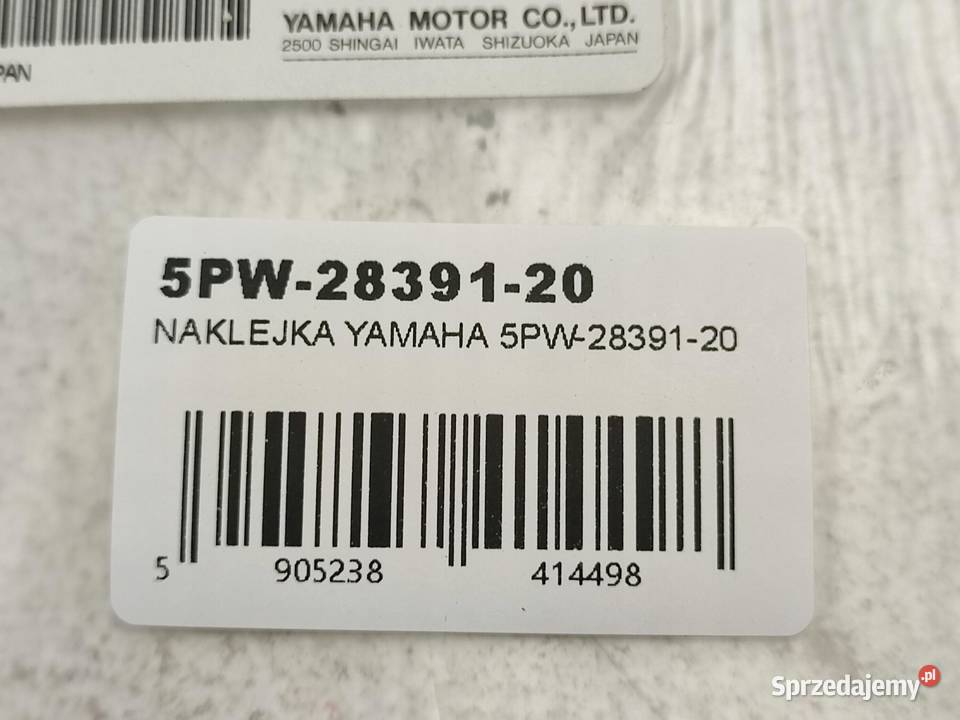 YAMAHA MOTOR CO., LTD.
2500 SHINGAI IWATA SHIZUOKA JAPAN
5PW-28391-20
NAKLEJKA YAMAHA 5PW-28391-20
5 905238 414498
Sprzedajemy.pl